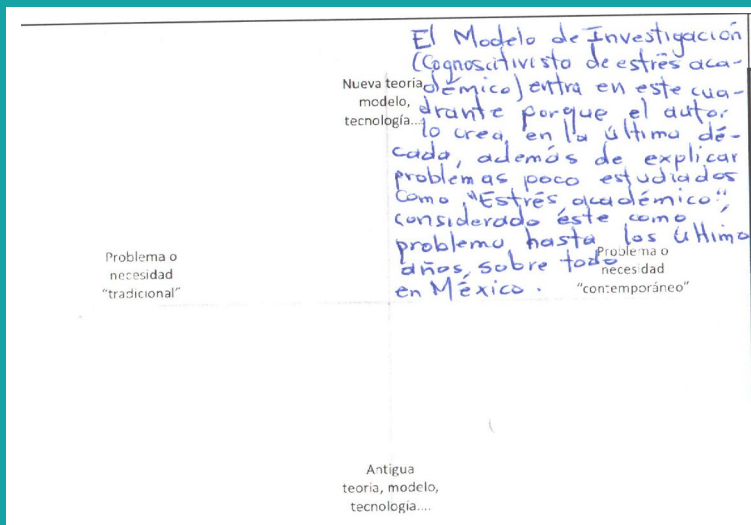 El Modelo de Investigación
(Cognoscitivista de estrés aca-
démico) entra en este cua-
drante porque el autor
lo crea en la última dé-
cada, además de explicar
problemas poco estudiados
como "Estrés académico",
considerado éste como
problema hasta los último
años, sobre todo
en México.
Nueva teoría,
modelo,
tecnología...
Problema o
necesidad
"tradicional"
Problema o
necesidad
"contemporáneo"
Antigua
teoria, modelo,
tecnología....